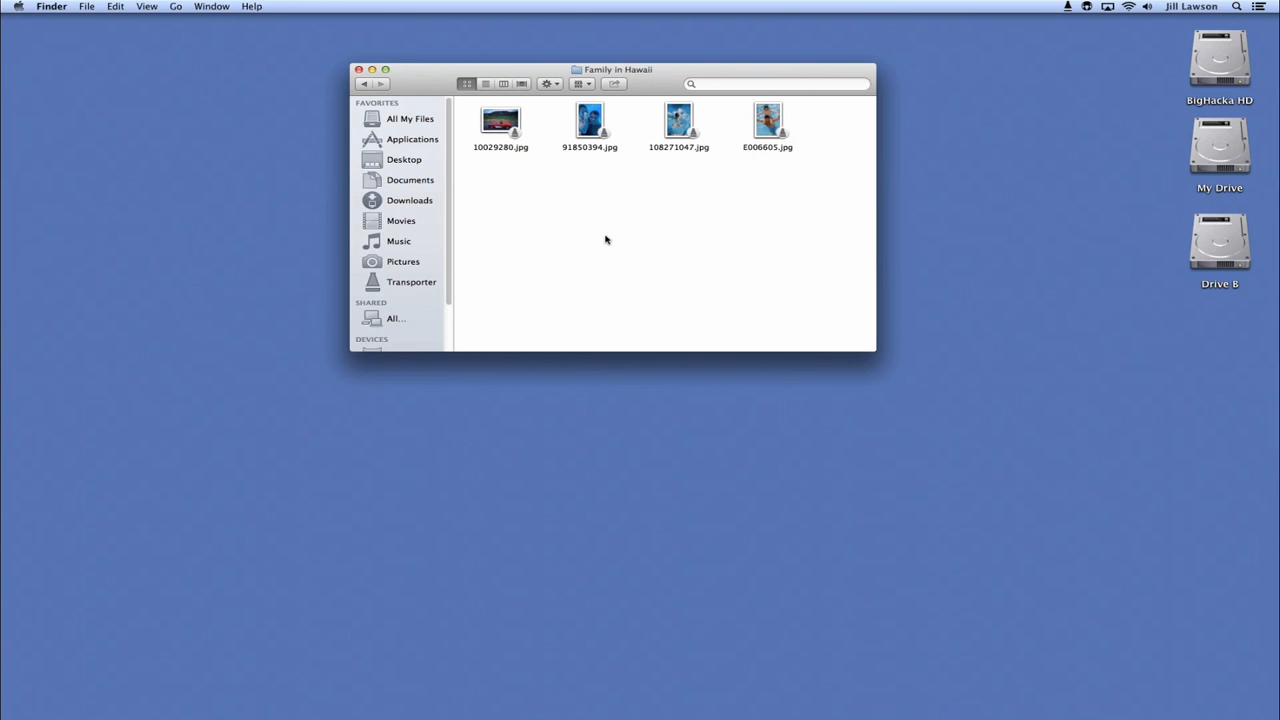 Finder File Edit View Go Window Help Jill Lawson
Family in Hawaii
FAVORITES
All My Files
Applications
Desktop
Documents
Downloads
Movies
Music
Pictures
Transporter
SHARED
All...
DEVICES
10029280.jpg 91850394.jpg 108271047.jpg E006605.jpg
BigHacka HD
My Drive
Drive B